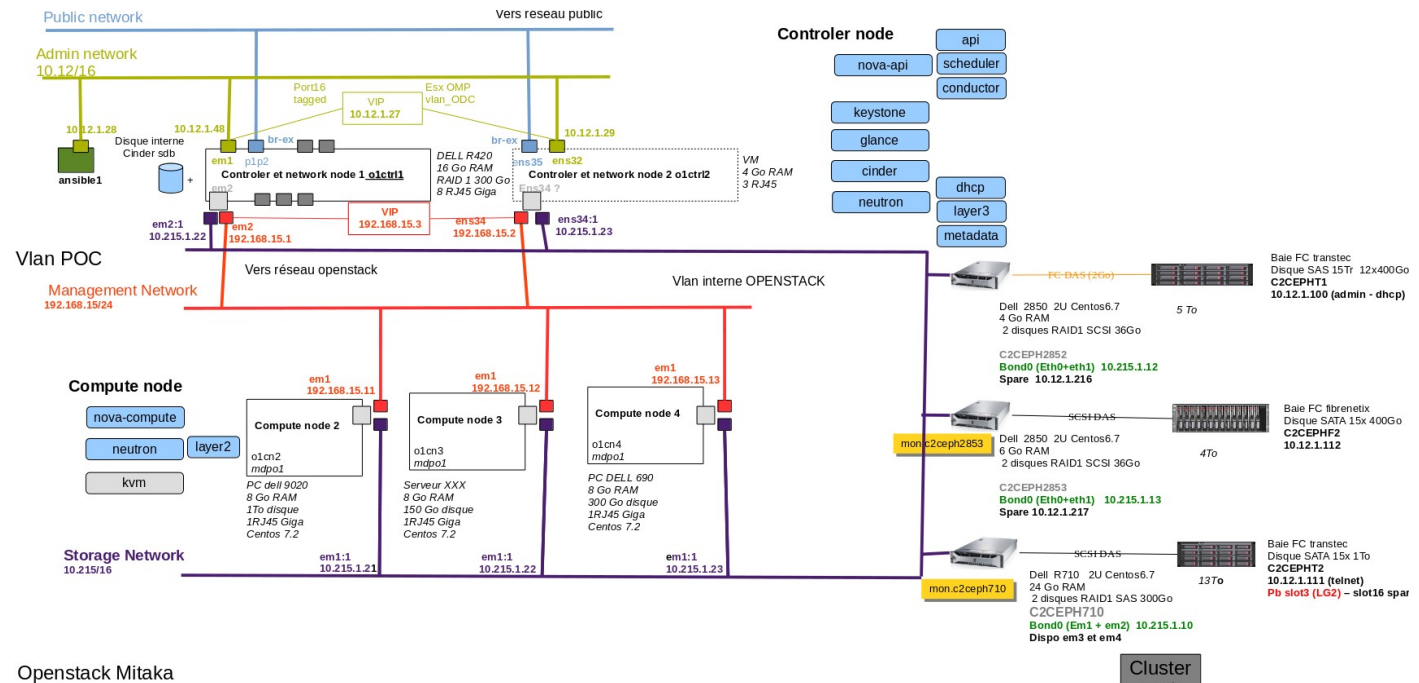 Public network
Vers reseau public
Admin network
10.12/16
Port16
tagged
Esx OMP
vlan_ODC
VIP
10.12.1.27
10.12.1.28
ansible1
Disque interne
Cinder sdb
+
10.12.1.48
br-ex
em1
p1p2
Controler et network node 1 o1ctrl1
em2
DELL R420
16 Go RAM
RAID 1 300 Go
8 RJ45 Giga
br-ex
10.12.1.29
ens35
ens32
Controler et network node 2 o1ctrl2
Ens34 ?
VM
4 Go RAM
3 RJ45
em2:1
10.215.1.22
em2
192.168.15.1
VIP
192.168.15.3
ens34
192.168.15.2
ens34:1
10.215.1.23
Controler node
nova-api
api
scheduler
conductor
keystone
glance
cinder
neutron
dhcp
layer3
metadata
Vlan POC
Vers réseau openstack
Vlan interne OPENSTACK
Management Network
192.168.15/24
Compute node
nova-compute
neutron
layer2
kvm
em1
192.168.15.11
Compute node 2
o1cn2
mdpo1
PC dell 9020
8 Go RAM
1To disque
1RJ45 Giga
Centos 7.2
em1:1
10.215.1.21
em1
192.168.15.12
Compute node 3
o1cn3
mdpo1
Serveur XXX
8 Go RAM
150 Go disque
1RJ45 Giga
Centos 7.2
em1:1
10.215.1.22
em1
192.168.15.13
Compute node 4
o1cn4
mdpo1
PC DELL 690
8 Go RAM
300 Go disque
1RJ45 Giga
Centos 7.2
em1:1
10.215.1.23
Storage Network
10.215/16
FC DAS (2Go)
Dell 2850 2U Centos6.7
4 Go RAM
2 disques RAID1 SCSI 36Go
C2CEPH2852
Bond0 (Eth0+eth1) 10.215.1.12
Spare 10.12.1.216
5 To
Baie FC transtec
Disque SAS 15Tr 12x400Go
C2CEPHT1
10.12.1.100 (admin - dhcp)
mon.c2ceph2853
SCSI DAS
Dell 2850 2U Centos6.7
6 Go RAM
2 disques RAID1 SCSI 36Go
C2CEPH2853
Bond0 (Eth0+eth1) 10.215.1.13
Spare 10.12.1.217
4To
Baie FC fibrenetix
Disque SATA 15x 400Go
C2CEPHF2
10.12.1.112
mon.c2ceph710
SCSI DAS
Dell R710 2U Centos6.7
24 Go RAM
2 disques RAID1 SAS 300Go
C2CEPH710
Bond0 (Em1 + em2) 10.215.1.10
Dispo em3 et em4
13To
Baie FC transtec
Disque SATA 15x 1To
C2CEPHT2
10.12.1.111 (telnet)
Pb slot3 (LG2) – slot16 spar
Openstack Mitaka
Cluster